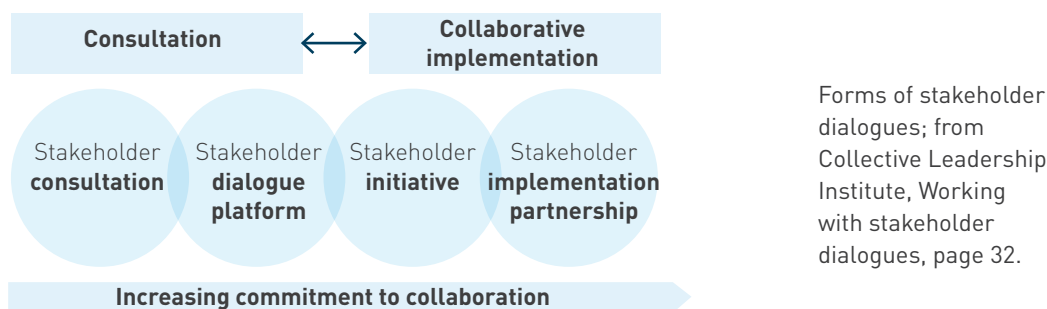 Consultation
Collaborative
implementation
Stakeholder
consultation
Stakeholder
dialogue
platform
Stakeholder
initiative
Stakeholder
implementation
partnership
Increasing commitment to collaboration
Forms of stakeholder
dialogues; from
Collective Leadership
Institute, Working
with stakeholder
dialogues, page 32.